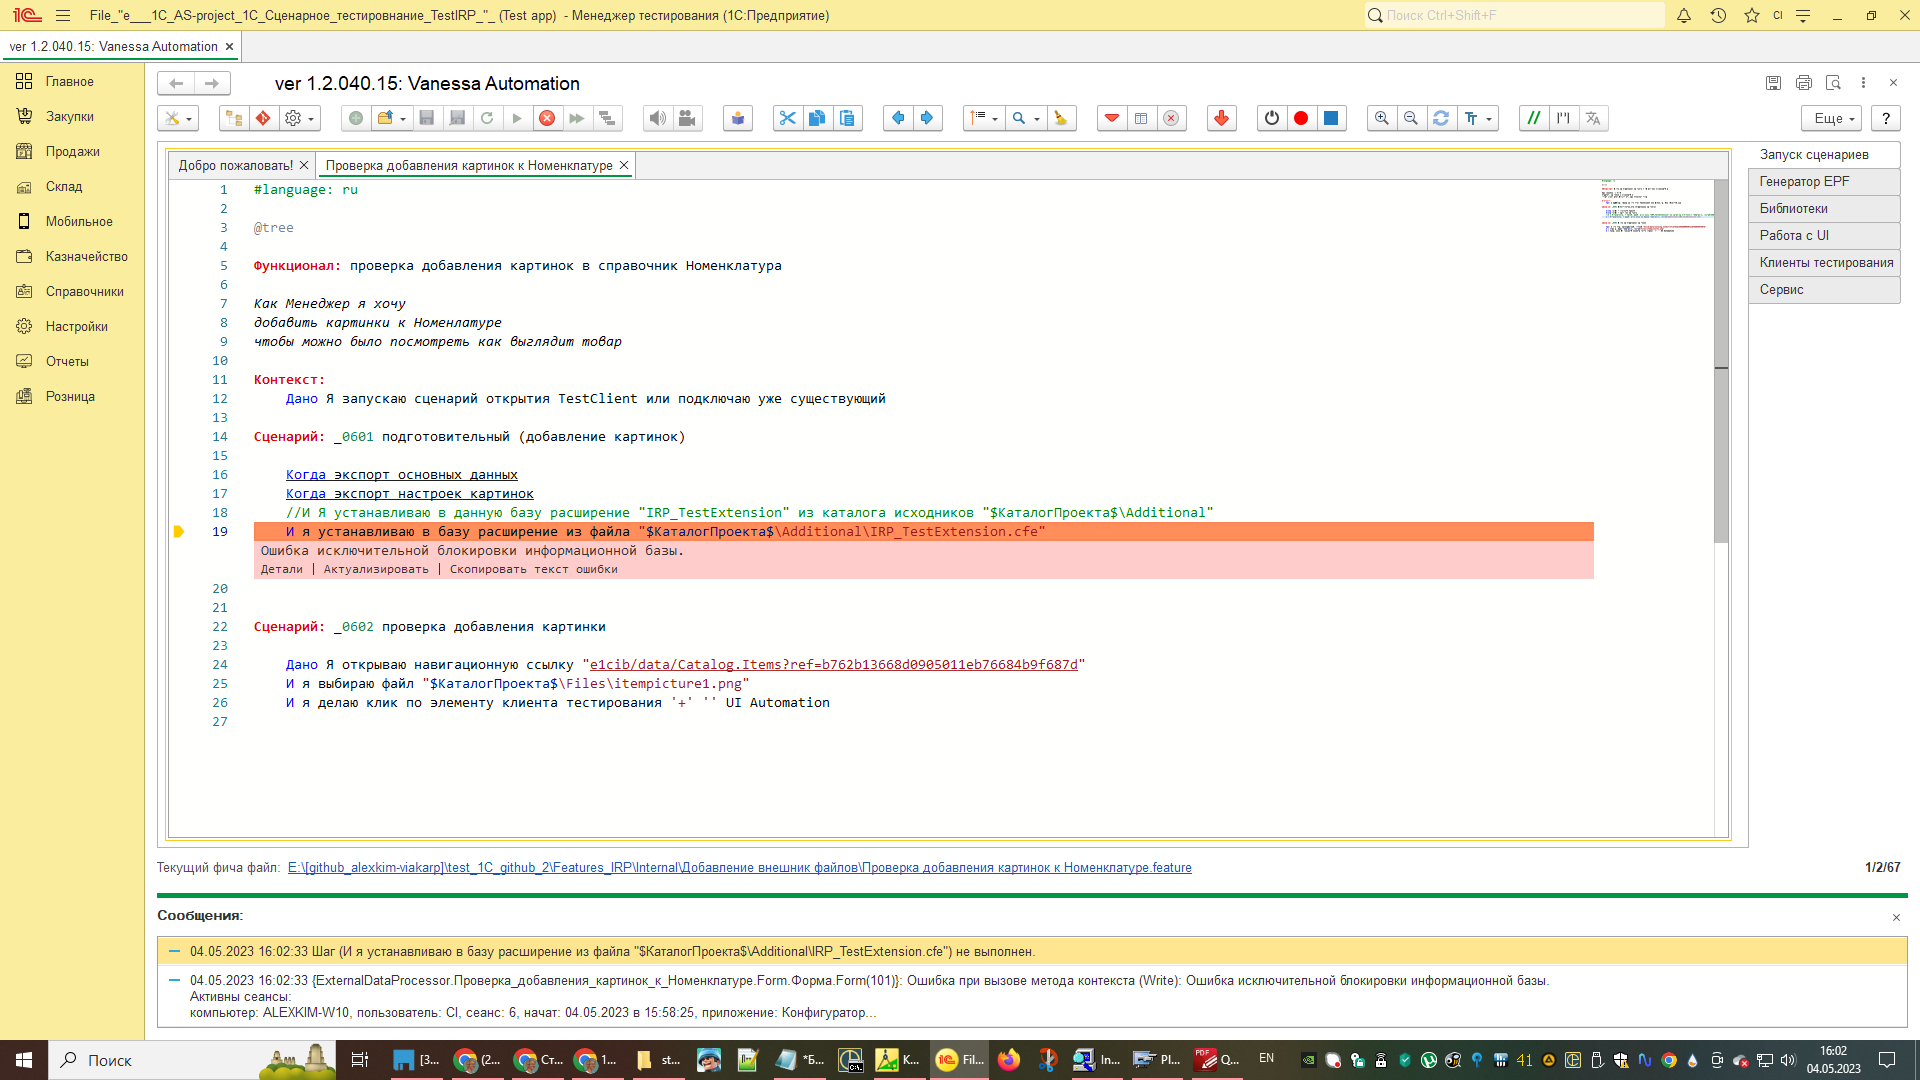 File_"e___1C_AS-project_1С_Сценарное_тестировнание_TestIRP_"_ (Test app) - Менеджер тестирования (1С:Предприятие)
Поиск Ctrl+Shift+F
CI
ver 1.2.040.15: Vanessa Automation
Главное
Закупки
Продажи
Склад
Мобильное
Казначейство
Справочники
Настройки
Отчеты
Розница
ver 1.2.040.15: Vanessa Automation
Еще
?
Добро пожаловать!
Проверка добавления картинок к Номенклатуре
1 #language: ru
2
3 @tree
4
5 Функционал: проверка добавления картинок в справочник Номенклатура
6
7 Как Менеджер я хочу
8 добавить картинки к Номенлатуре
9 чтобы можно было посмотреть как выглядит товар
10
11 Контекст:
12 Дано Я запускаю сценарий открытия TestClient или подключаю уже существующий
13
14 Сценарий: _0601 подготовительный (добавление картинок)
15
16 Когда экспорт основных данных
17 Когда экспорт настроек картинок
18 //И Я устанавливаю в данную базу расширение "IRP_TestExtension" из каталога исходников "$КаталогПроекта$\Additional"
19 И я устанавливаю в базу расширение из файла "$КаталогПроекта$\Additional\IRP_TestExtension.cfe"
Ошибка исключительной блокировки информационной базы.
Детали | Актуализировать | Скопировать текст ошибки
20
21
22 Сценарий: _0602 проверка добавления картинки
23
24 Дано Я открываю навигационную ссылку "e1cib/data/Catalog.Items?ref=b762b13668d0905011eb76684b9f687d"
25 И я выбираю файл "$КаталогПроекта$\Files\itempicture1.png"
26 И я делаю клик по элементу клиента тестирования '+' '' UI Automation
27
Запуск сценариев
Генератор EPF
Библиотеки
Работа с UI
Клиенты тестирования
Сервис
Текущий фича файл: E:\[github_alexkim-viakarp]\test_1C_github_2\Features_IRP\Internal\Добавление внешник файлов\Проверка добавления картинок к Номенклатуре.feature
1/2/67
Сообщения:
04.05.2023 16:02:33 Шаг (И я устанавливаю в базу расширение из файла "$КаталогПроекта$\Additional\IRP_TestExtension.cfe") не выполнен.
04.05.2023 16:02:33 {ExternalDataProcessor.Проверка_добавления_картинок_к_Номенклатуре.Form.Форма.Form(101)}: Ошибка при вызове метода контекста (Write): Ошибка исключительной блокировки информационной базы.
Активны сеансы:
компьютер: ALEXKIM-W10, пользователь: CI, сеанс: 6, начат: 04.05.2023 в 15:58:25, приложение: Конфигуратор...
Поиск
[3...
(2...
Ст...
1...
st...
*Б...
К...
Fil...
In...
Pl...
Q...
EN
41
16:02
04.05.2023